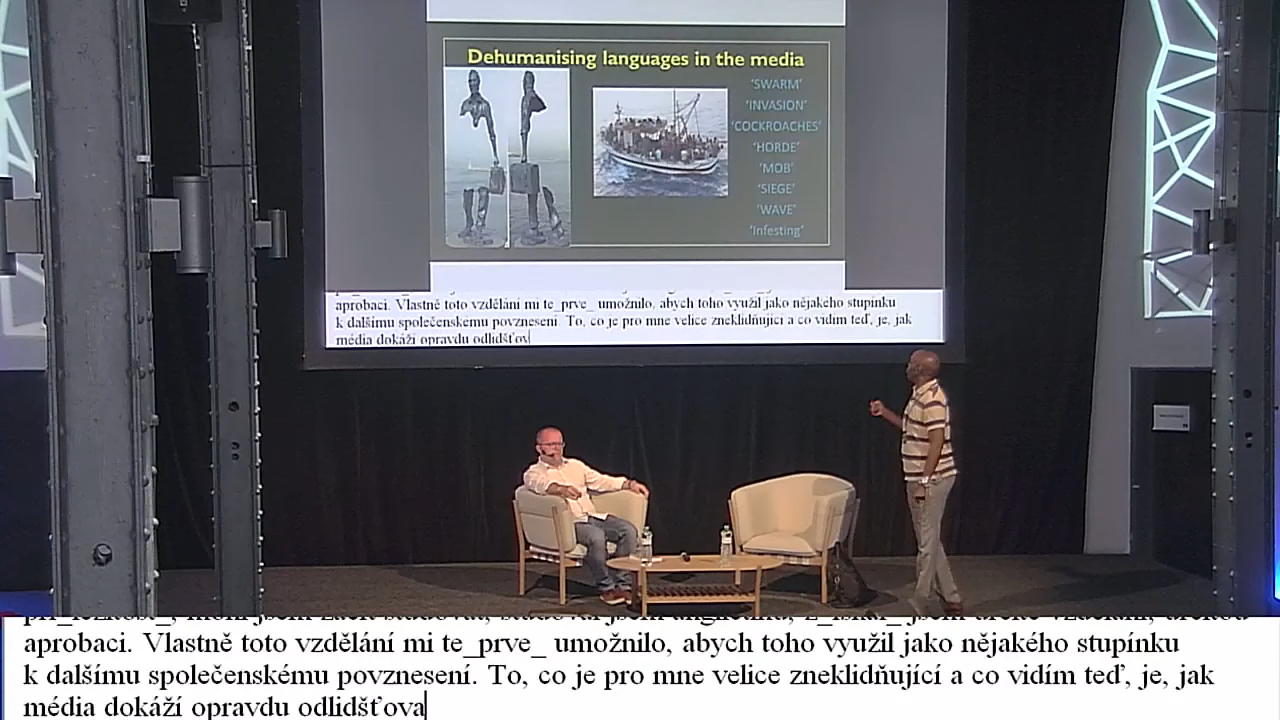 Dehumanising languages in the media
'SWARM'
'INVASION'
'COCKROACHES'
'HORDE'
'MOB'
'SIEGE'
'WAVE'
'Infesting'
aprobaci. Vlastně toto vzdělání mi te_prve_ umožnilo, abych toho využil jako nějakého stupínku
k dalšímu společenskému povznesení. To, co je pro mne velice zneklidňující a co vidím teď, je, jak
média dokáží opravdu odlidšťov
aprobaci. Vlastně toto vzdělání mi te_prve_ umožnilo, abych toho využil jako nějakého stupínku
k dalšímu společenskému povznesení. To, co je pro mne velice zneklidňující a co vidím teď, je, jak
média dokáží opravdu odlidšťova